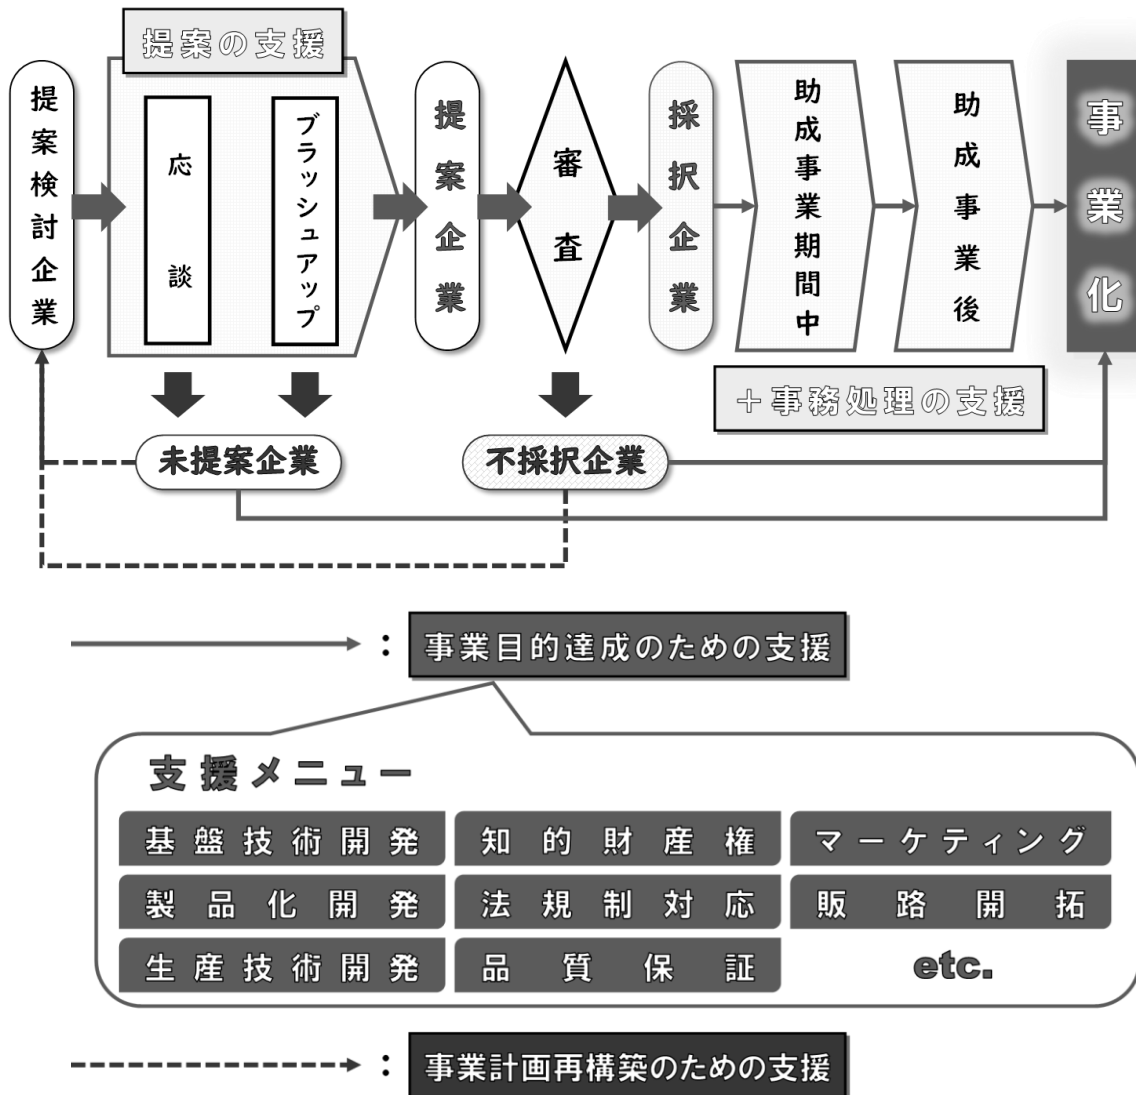 提案の支援
提案検討企業
応談
ブラッシュアップ
提案企業
審査
採択企業
助成事業期間中
助成事業後
事業化
＋事務処理の支援
未提案企業
不採択企業
：事業目的達成のための支援
支援メニュー
基盤技術開発 知的財産権 マーケティング
製品化開発 法規制対応 販路開拓
生産技術開発 品質保証 etc.
：事業計画再構築のための支援